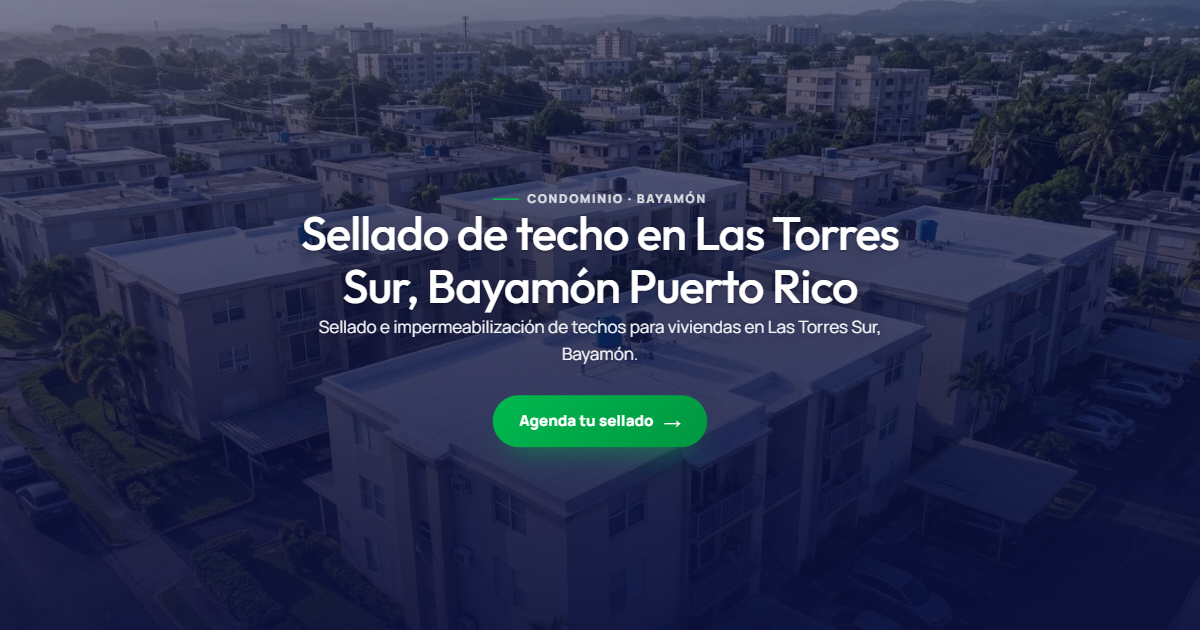 CONDOMINIO · BAYAMÓN
Sellado de techo en Las Torres
Sur, Bayamón Puerto Rico
Sellado e impermeabilización de techos para viviendas en Las Torres Sur,
Bayamón.
Agenda tu sellado →